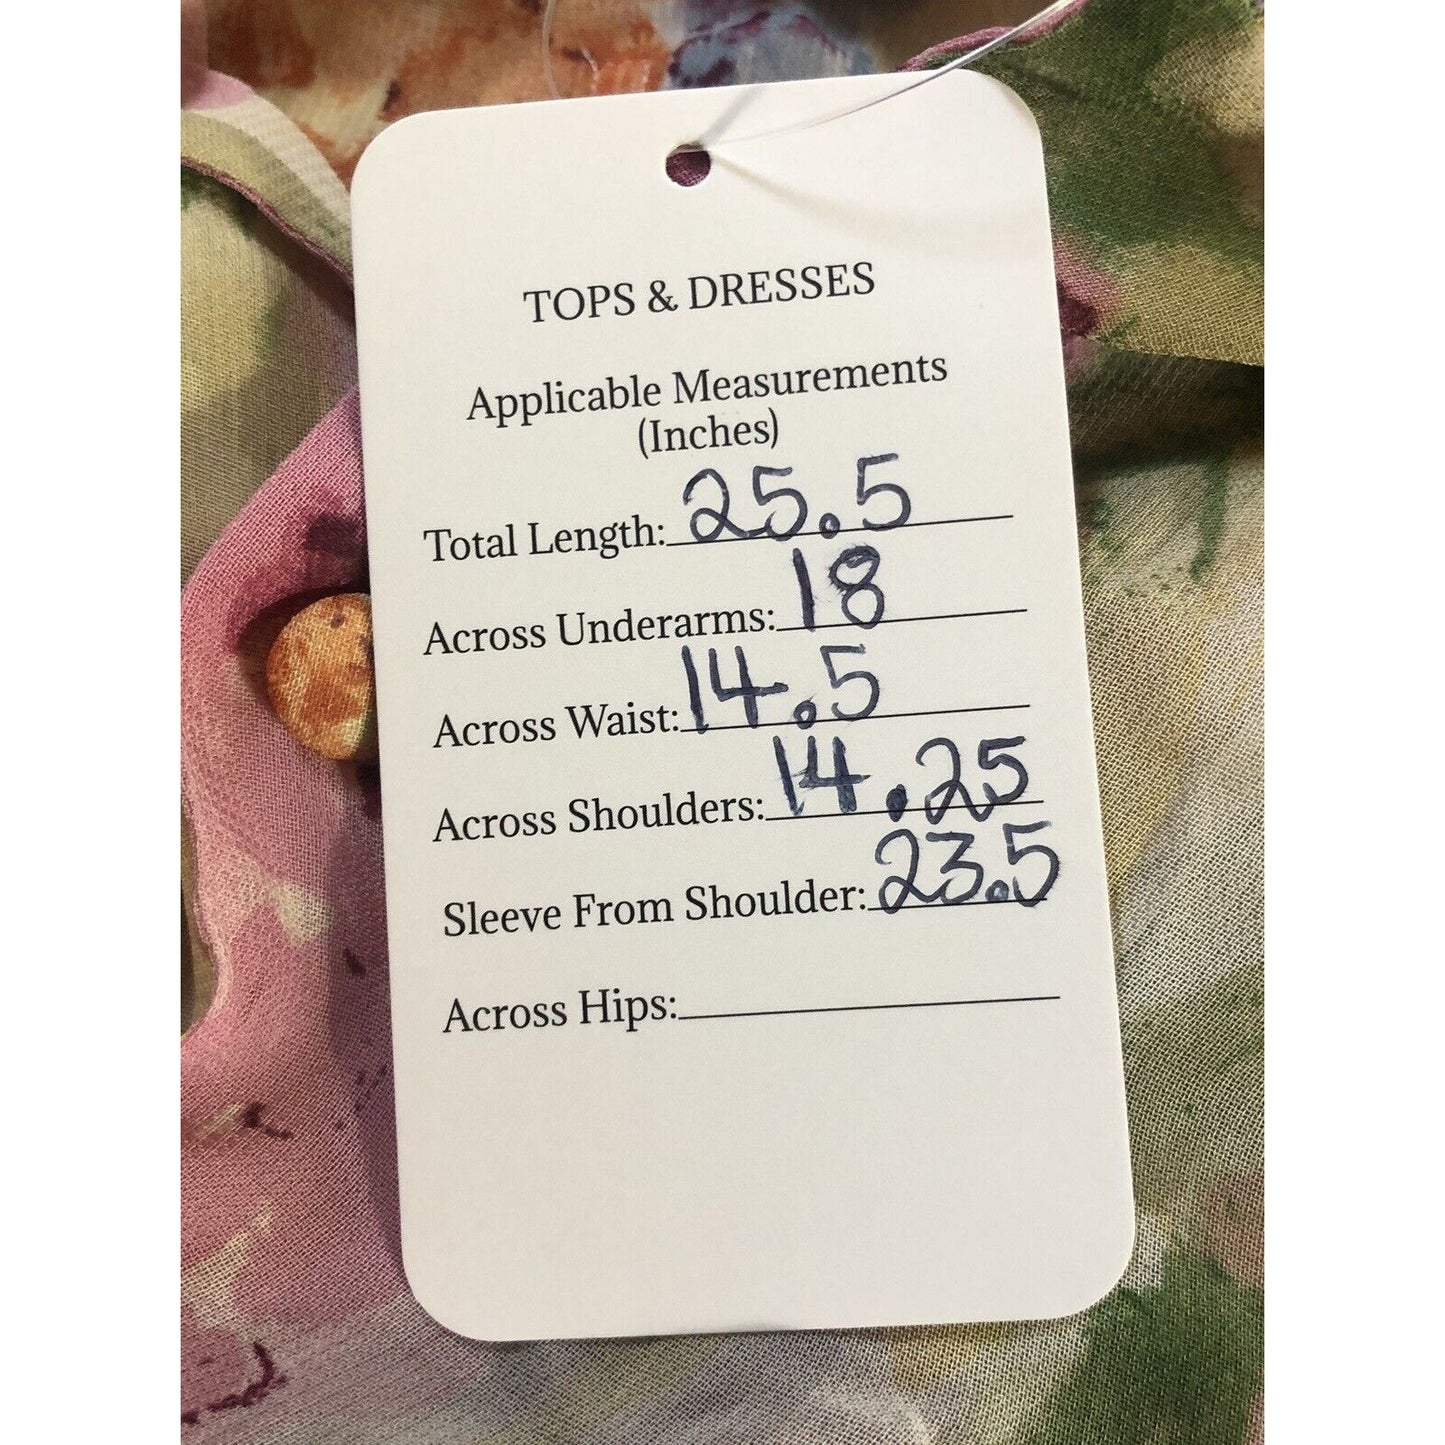 TOPS & DRESSES
Applicable Measurements
(Inches)
Total Length: 25.5
Across Underarms: 18
Across Waist: 14.5
Across Shoulders: 14.25
Sleeve From Shoulder: 23.5
Across Hips: